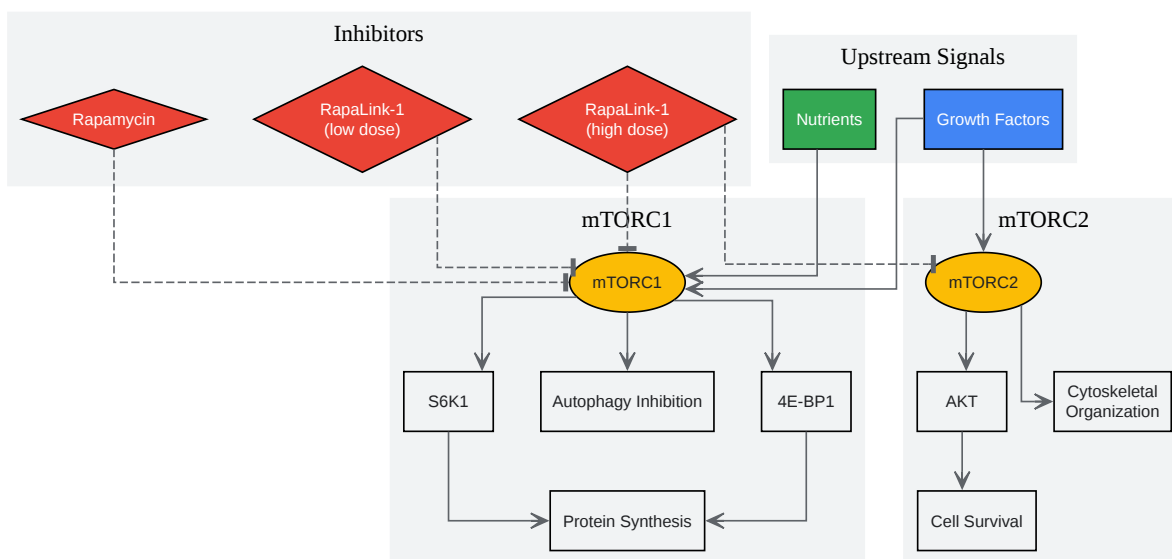 Inhibitors
Upstream Signals
Rapamycin
RapaLink-1
(low dose)
RapaLink-1
(high dose)
Nutrients
Growth Factors
mTORC1
mTORC2
mTORC1
mTORC2
S6K1
Autophagy Inhibition
4E-BP1
AKT
Cytoskeletal
Organization
Protein Synthesis
Cell Survival